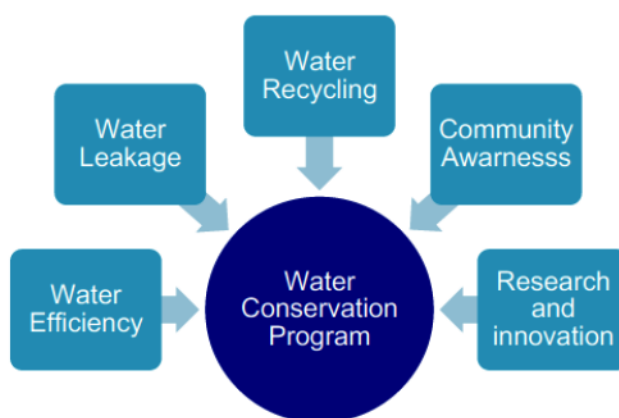 Water
Recycling
Water
Leakage
Community
Awarnesss
Water
Efficiency
Water
Conservation
Program
Research
and
innovation